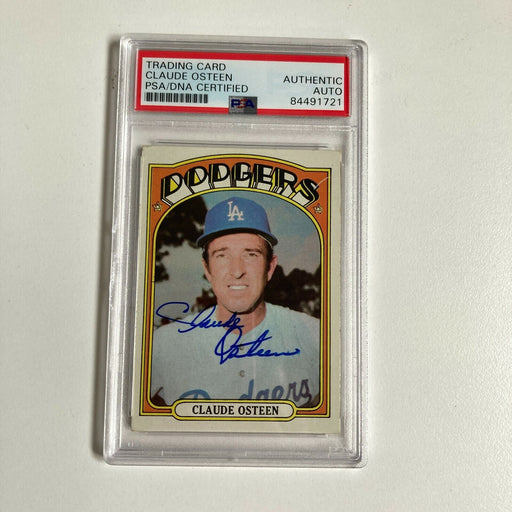 TRADING CARD
CLAUDE OSTEEN
PSA/DNA CERTIFIED
AUTHENTIC
AUTO
84491721
PSA
DODGERS
LA
Claude
Osteen
Dodgers
CLAUDE OSTEEN